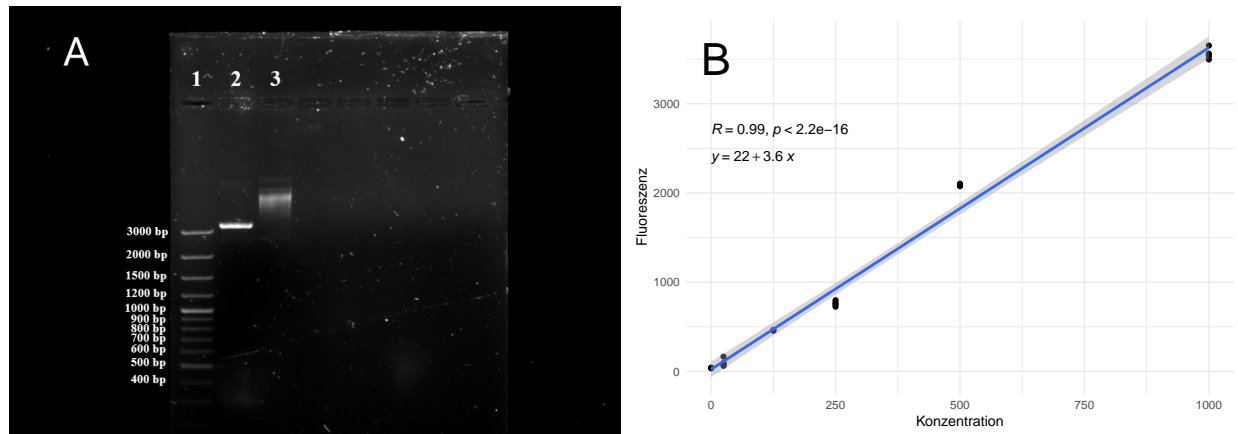 A
1 2 3
3000 bp
2000 bp
1500 bp
1200 bp
1000 bp
900 bp
800 bp
700 bp
600 bp
500 bp
400 bp
B
R = 0.99, p < 2.2e−16
y = 22 + 3.6 x
Fluoreszenz
3000
2000
1000
0
0 250 500 750 1000
Konzentration